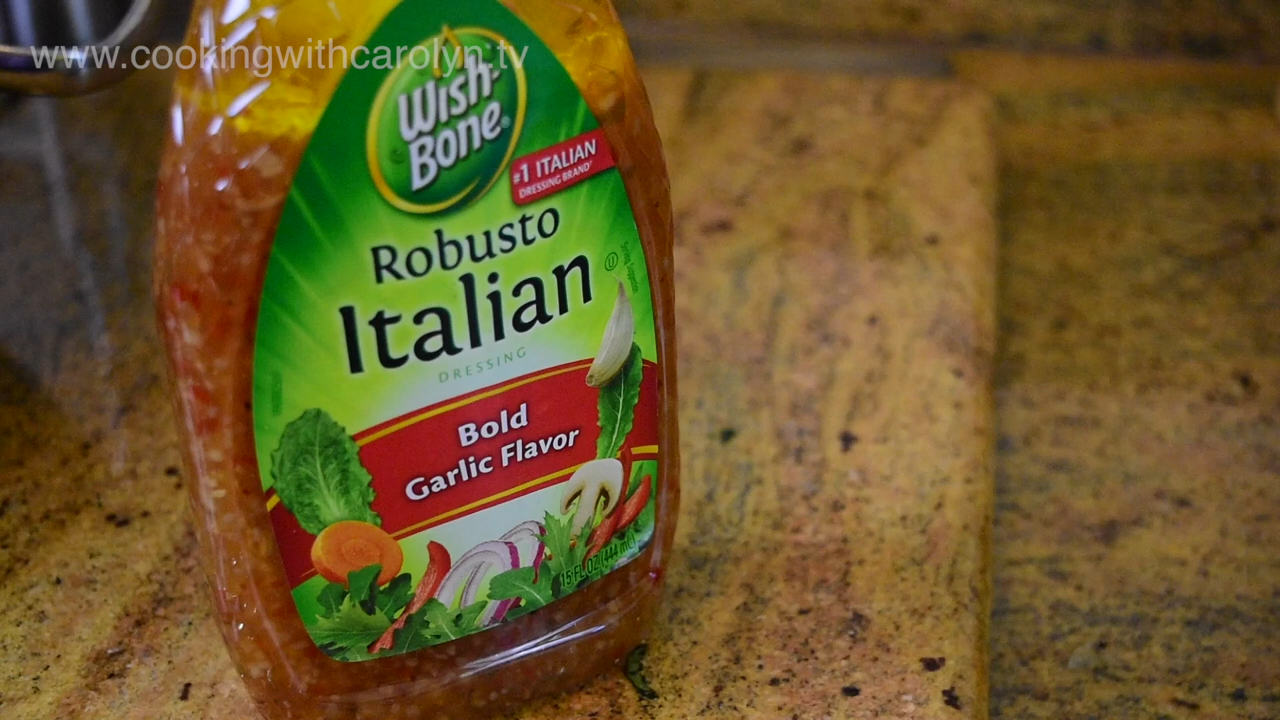 www.cookingwithcarolyn.tv
Wish-
Bone®
#1 ITALIAN
DRESSING BRAND
Robusto
Italian
DRESSING
Bold
Garlic Flavor
15 FL OZ (444 mL)